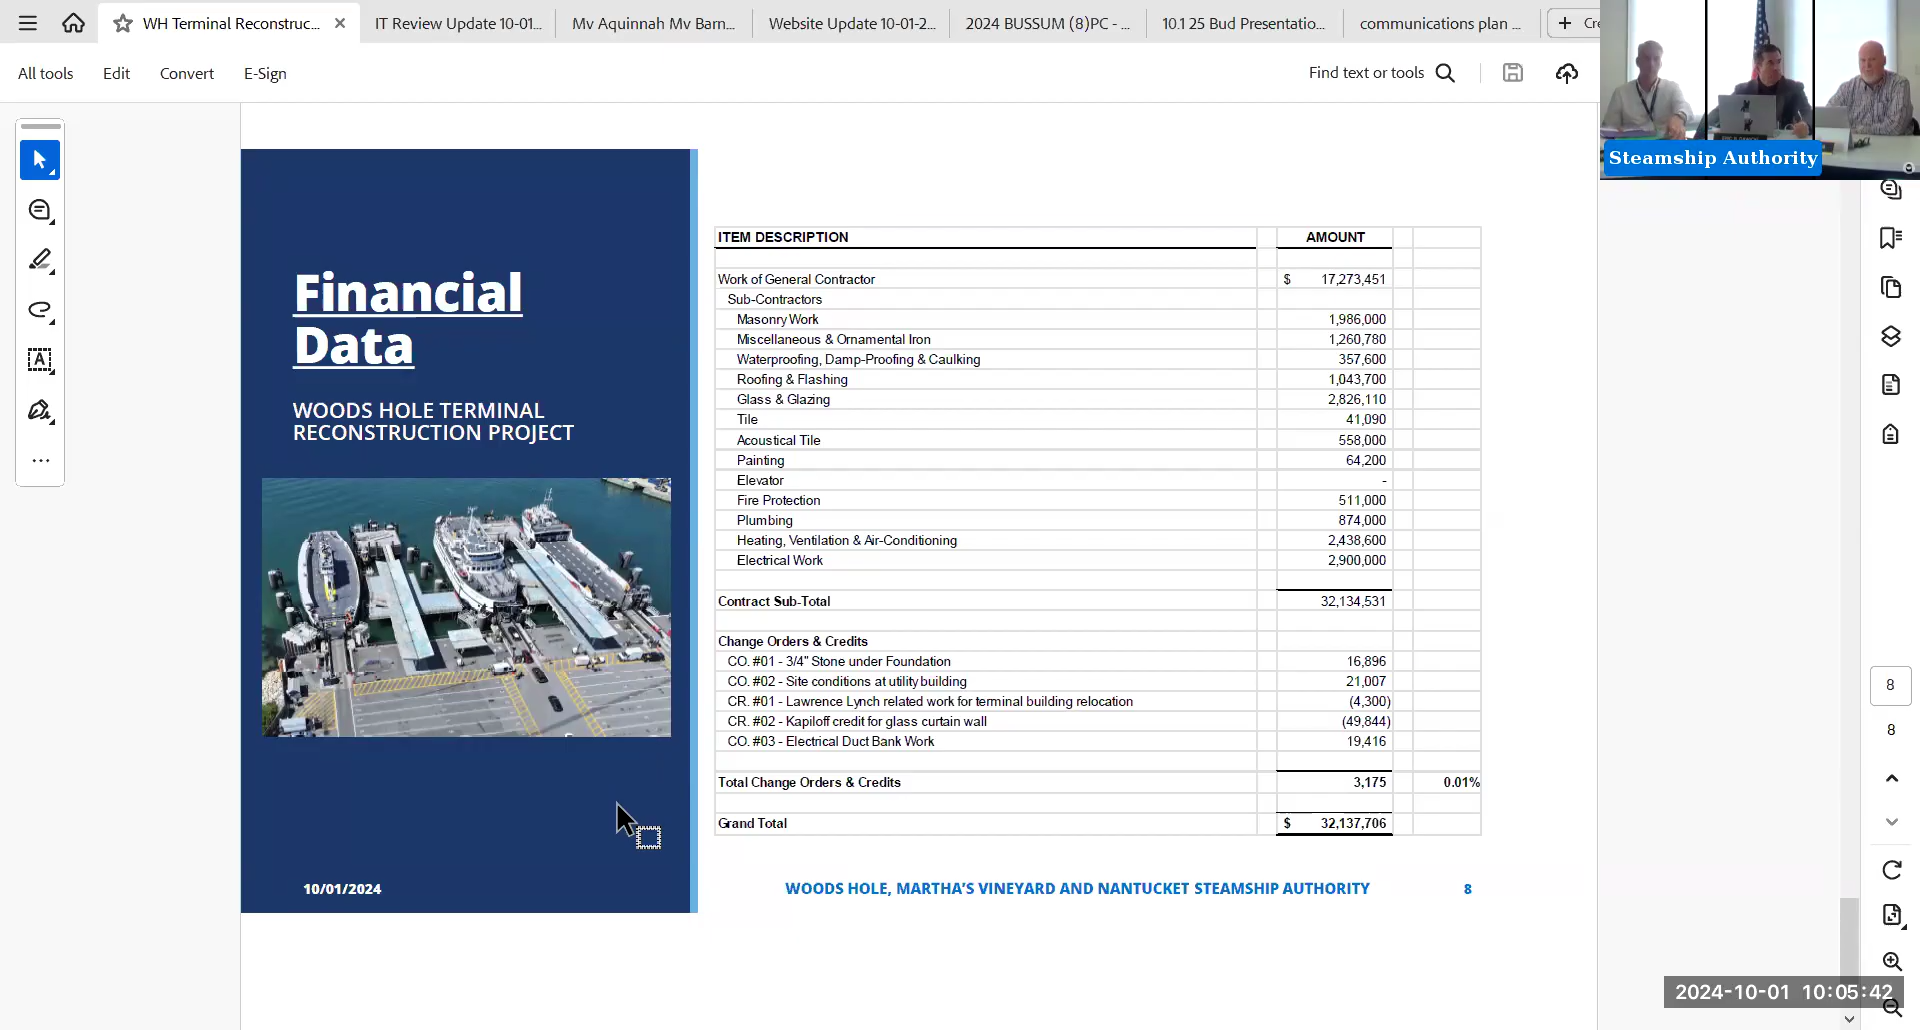 WH Terminal Reconstruc...
IT Review Update 10-01...
Mv Aquinnah Mv Barn...
Website Update 10-01-2...
2024 BUSSUM (8)PC - ...
10.1 25 Bud Presentatio...
communications plan ...
+ Cre
All tools
Edit
Convert
E-Sign
Find text or tools
Steamship Authority
Financial
Data
WOODS HOLE TERMINAL
RECONSTRUCTION PROJECT
10/01/2024
ITEM DESCRIPTION AMOUNT
Work of General Contractor $ 17,273,451
Sub-Contractors
Masonry Work 1,986,000
Miscellaneous & Ornamental Iron 1,260,780
Waterproofing, Damp-Proofing & Caulking 357,600
Roofing & Flashing 1,043,700
Glass & Glazing 2,826,110
Tile 41,090
Acoustical Tile 558,000
Painting 64,200
Elevator -
Fire Protection 511,000
Plumbing 874,000
Heating, Ventilation & Air-Conditioning 2,438,600
Electrical Work 2,900,000
Contract Sub-Total 32,134,531
Change Orders & Credits
CO. #01 - 3/4" Stone under Foundation 16,896
CO. #02 - Site conditions at utility building 21,007
CR. #01 - Lawrence Lynch related work for terminal building relocation (4,300)
CR. #02 - Kapiloff credit for glass curtain wall (49,844)
CO. #03 - Electrical Duct Bank Work 19,416
Total Change Orders & Credits 3,175 0.01%
Grand Total $ 32,137,706
WOODS HOLE, MARTHA'S VINEYARD AND NANTUCKET STEAMSHIP AUTHORITY 8
8
8
2024-10-01 10:05:42